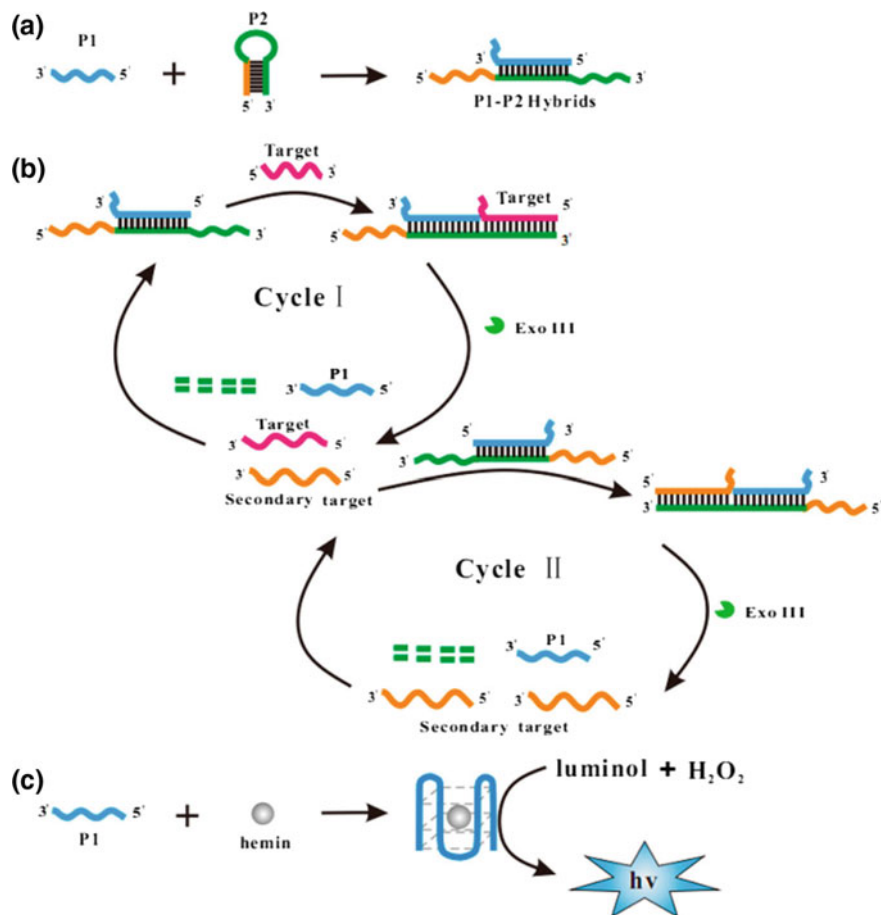 (a)
P1
P2
3' 5'
+
5' 3'
3' 5'
5' 3'
P1-P2 Hybrids
(b)
Target
5' 3'
3' 5'
5' 3'
3' Target 5'
5' 3'
Cycle I
Exo III
P1
3' 5'
Target
3' 5'
3' 5'
Secondary target
5' 3'
3' 5'
5' 3'
3' 5'
Cycle II
Exo III
P1
3' 5'
3' 5' 3' 5'
Secondary target
(c)
luminol + H₂O₂
3' 5'
P1
+
hemin
hv